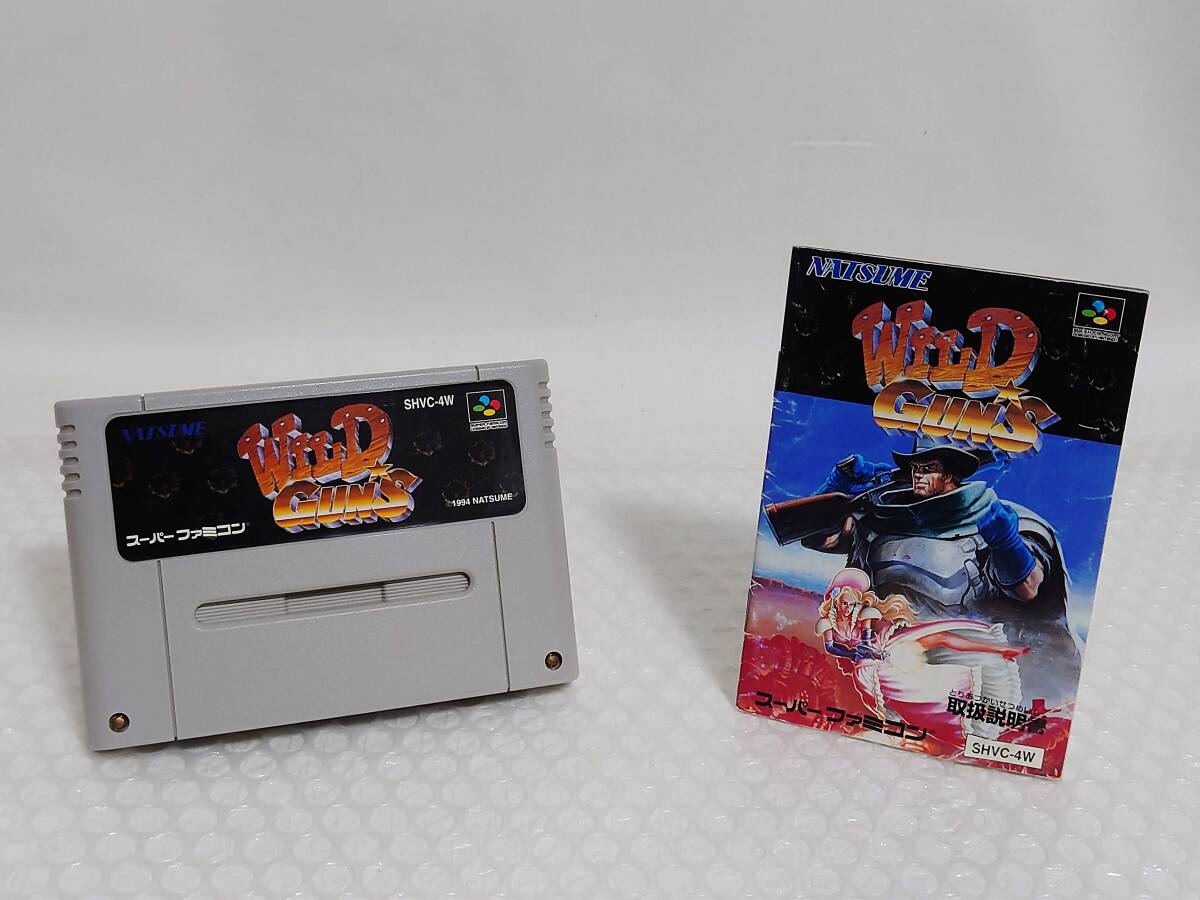 NATSUME
WILD
GUNS
SHVC-4W
©1994 NATSUME
スーパーファミコン
NATSUME
WILD
GUNS
とりあつかいせつめいしょ
取扱説明書
スーパーファミコン
SHVC-4W